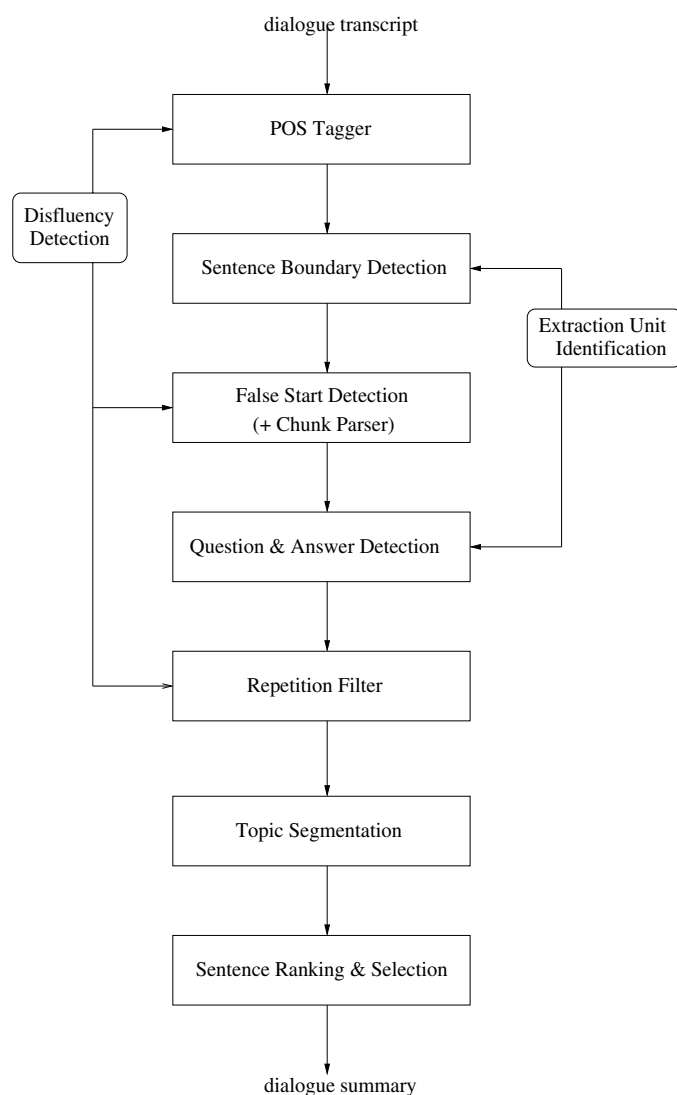 dialogue transcript
POS Tagger
Disfluency
Detection
Sentence Boundary Detection
Extraction Unit
Identification
False Start Detection
(+ Chunk Parser)
Question & Answer Detection
Repetition Filter
Topic Segmentation
Sentence Ranking & Selection
dialogue summary